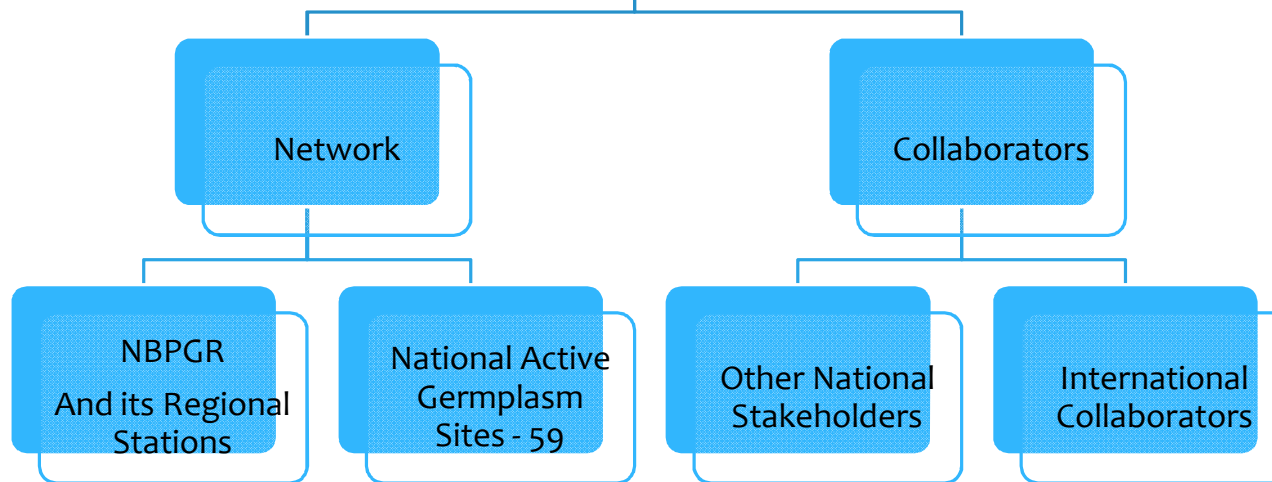 Network
Collaborators
NBPGR
And its Regional
Stations
National Active
Germplasm
Sites - 59
Other National
Stakeholders
International
Collaborators